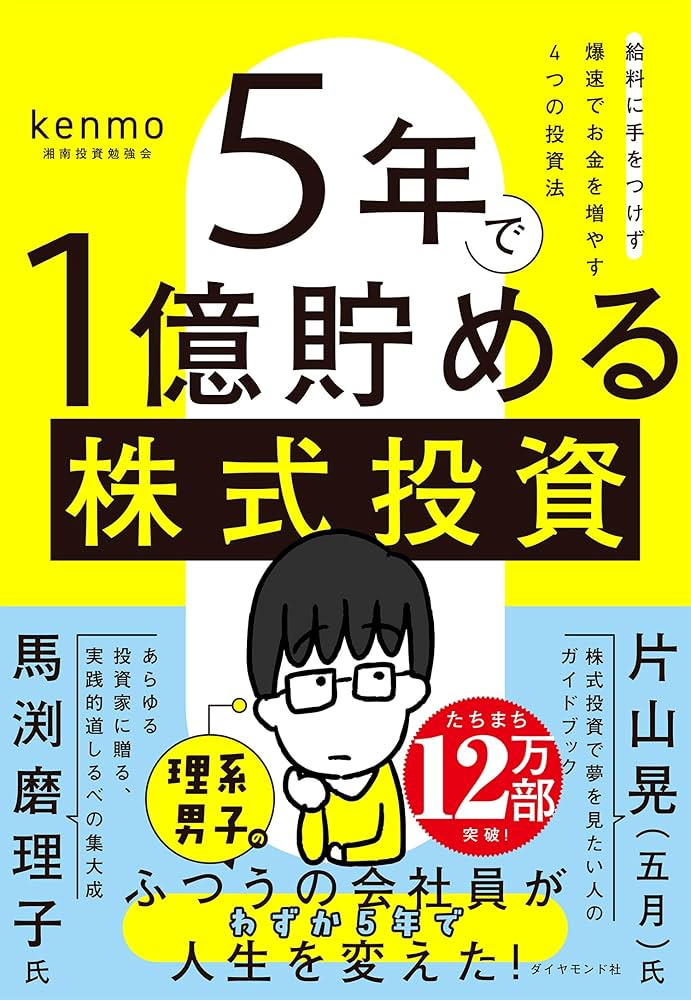 給料に手をつけず
爆速でお金を増やす
4つの投資法
kenmo
湘南投資勉強会
5年で
1億貯める
株式投資
片山晃(五月)氏
株式投資で夢を見たい人の
ガイドブック
あらゆる
投資家に贈る、
実践的道しるべの集大成
馬渕磨理子氏
たちまち
12万部
突破!
理系
男子の
ふつうの会社員が
わずか5年で
人生を変えた!
ダイヤモンド社